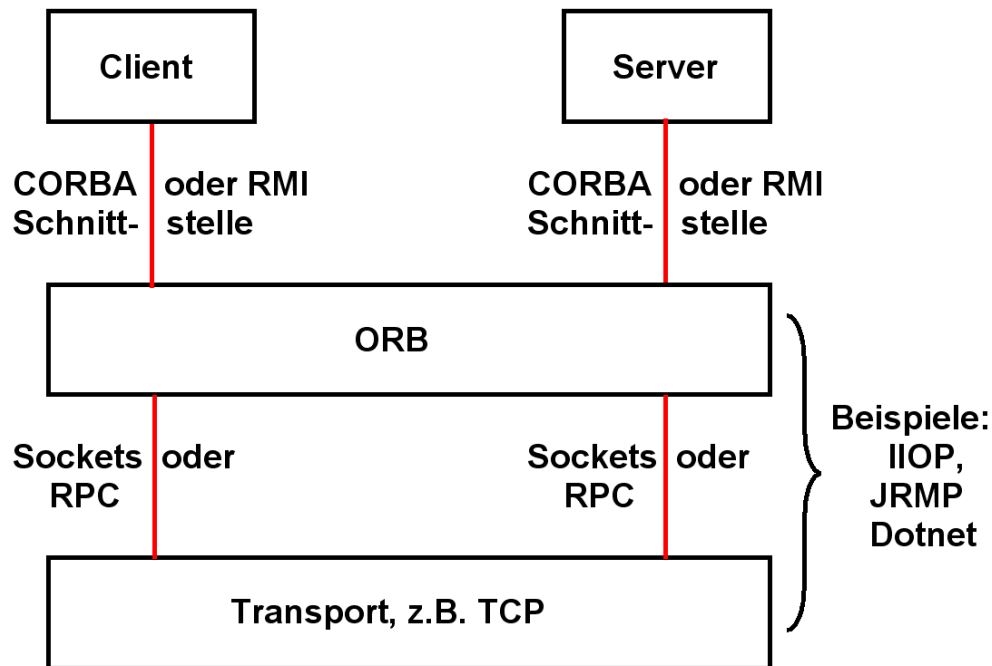 Client
Server
CORBA oder RMI
Schnitt- stelle
CORBA oder RMI
Schnitt- stelle
ORB
Sockets oder
RPC
Sockets oder
RPC
Beispiele:
IIOP,
JRMP
Dotnet
Transport, z.B. TCP